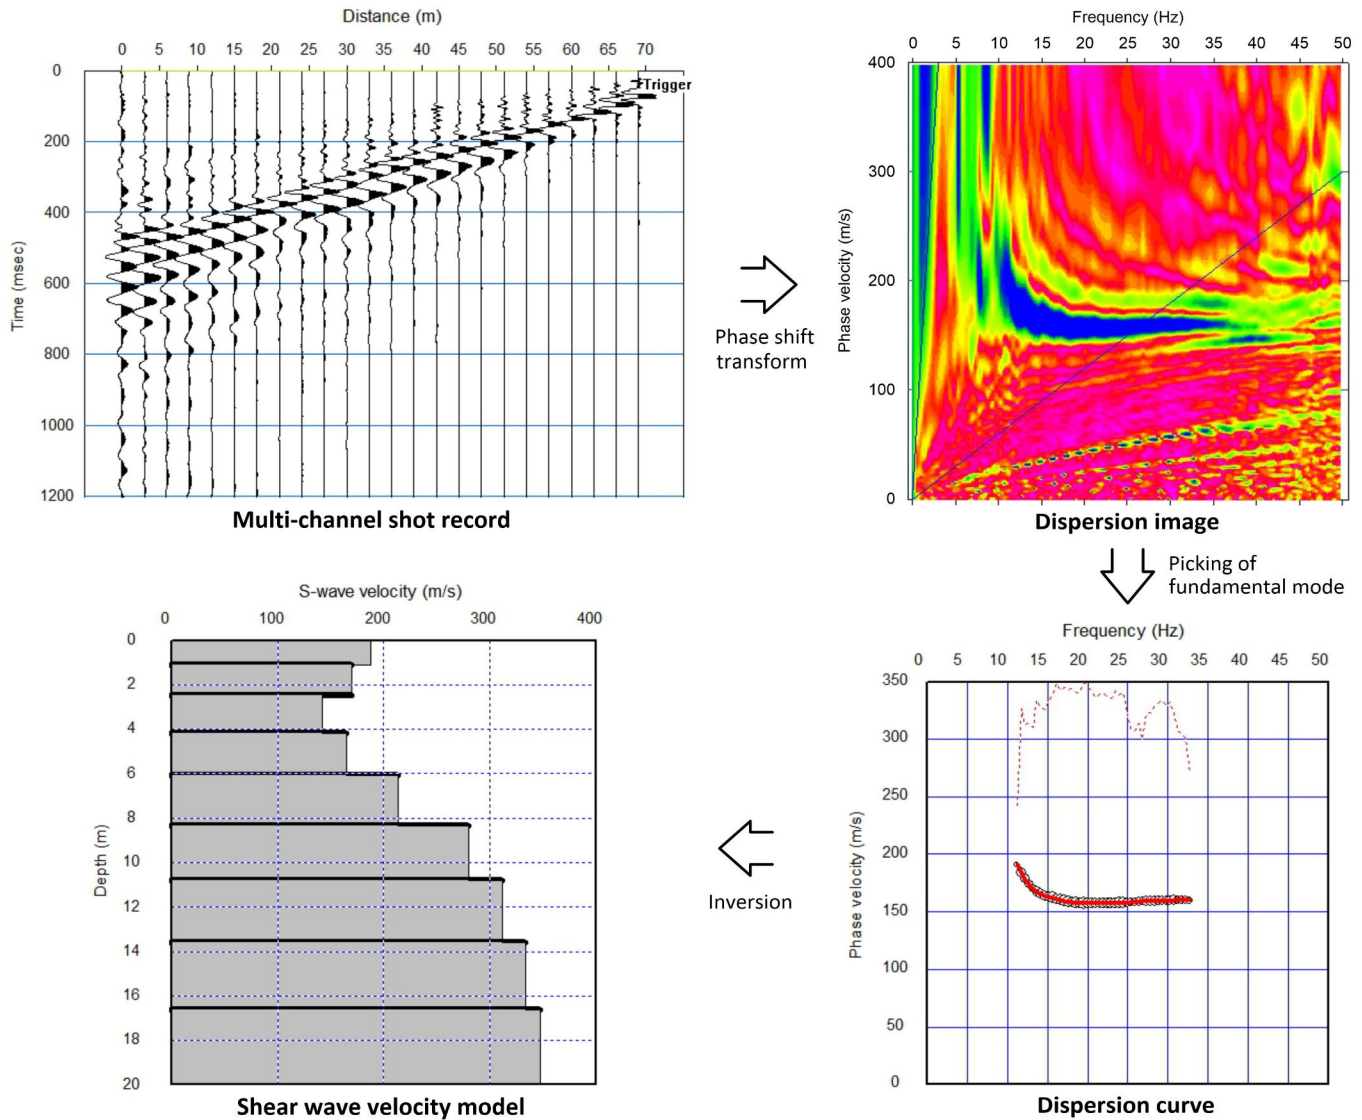 Distance (m)
0 5 10 15 20 25 30 35 40 45 50 55 60 65 70
Trigger
0
200
400
600
800
1000
1200
Time (msec)
Multi-channel shot record
Phase shift
transform
Frequency (Hz)
0 5 10 15 20 25 30 35 40 45 50
400
300
200
100
0
Phase velocity (m/s)
Dispersion image
Picking of
fundamental mode
Frequency (Hz)
0 5 10 15 20 25 30 35 40 45 50
350
300
250
200
150
100
50
0
Phase velocity (m/s)
Dispersion curve
Inversion
S-wave velocity (m/s)
0 100 200 300 400
0
2
4
6
8
10
12
14
16
18
20
Depth (m)
Shear wave velocity model